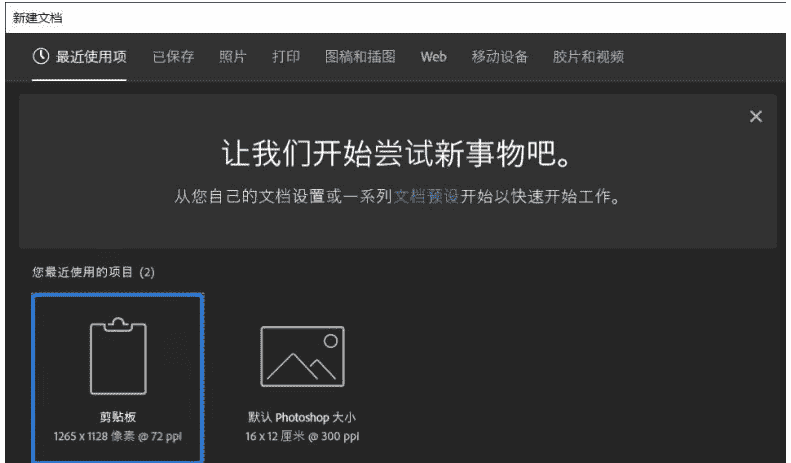 新建文档
最近使用项 已保存 照片 打印 图稿和插图 Web 移动设备 胶片和视频
让我们开始尝试新事物吧。
从您自己的文档设置或一系列文档预设开始以快速开始工作。
您最近使用的项目 (2)
剪贴板 默认 Photoshop 大小
1265 x 1128 像素 @ 72 ppi 16 x 12 厘米 @ 300 ppi